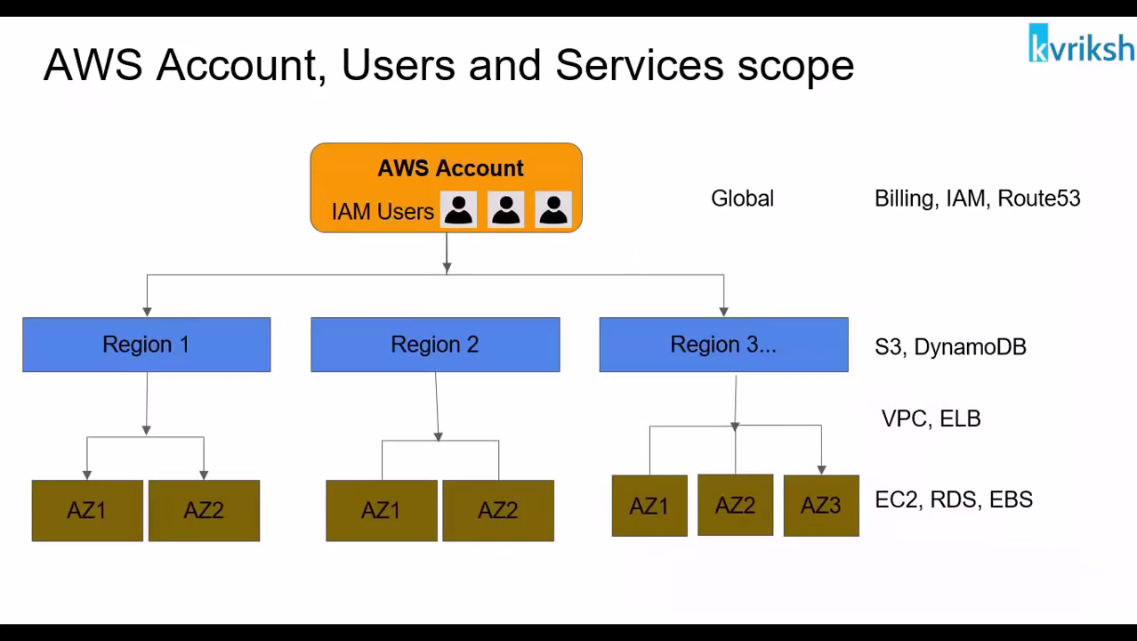 AWS Account, Users and Services scope
kvriksh
AWS Account
IAM Users
Global
Billing, IAM, Route53
Region 1
Region 2
Region 3...
S3, DynamoDB
VPC, ELB
AZ1
AZ2
AZ1
AZ2
AZ1
AZ2
AZ3
EC2, RDS, EBS